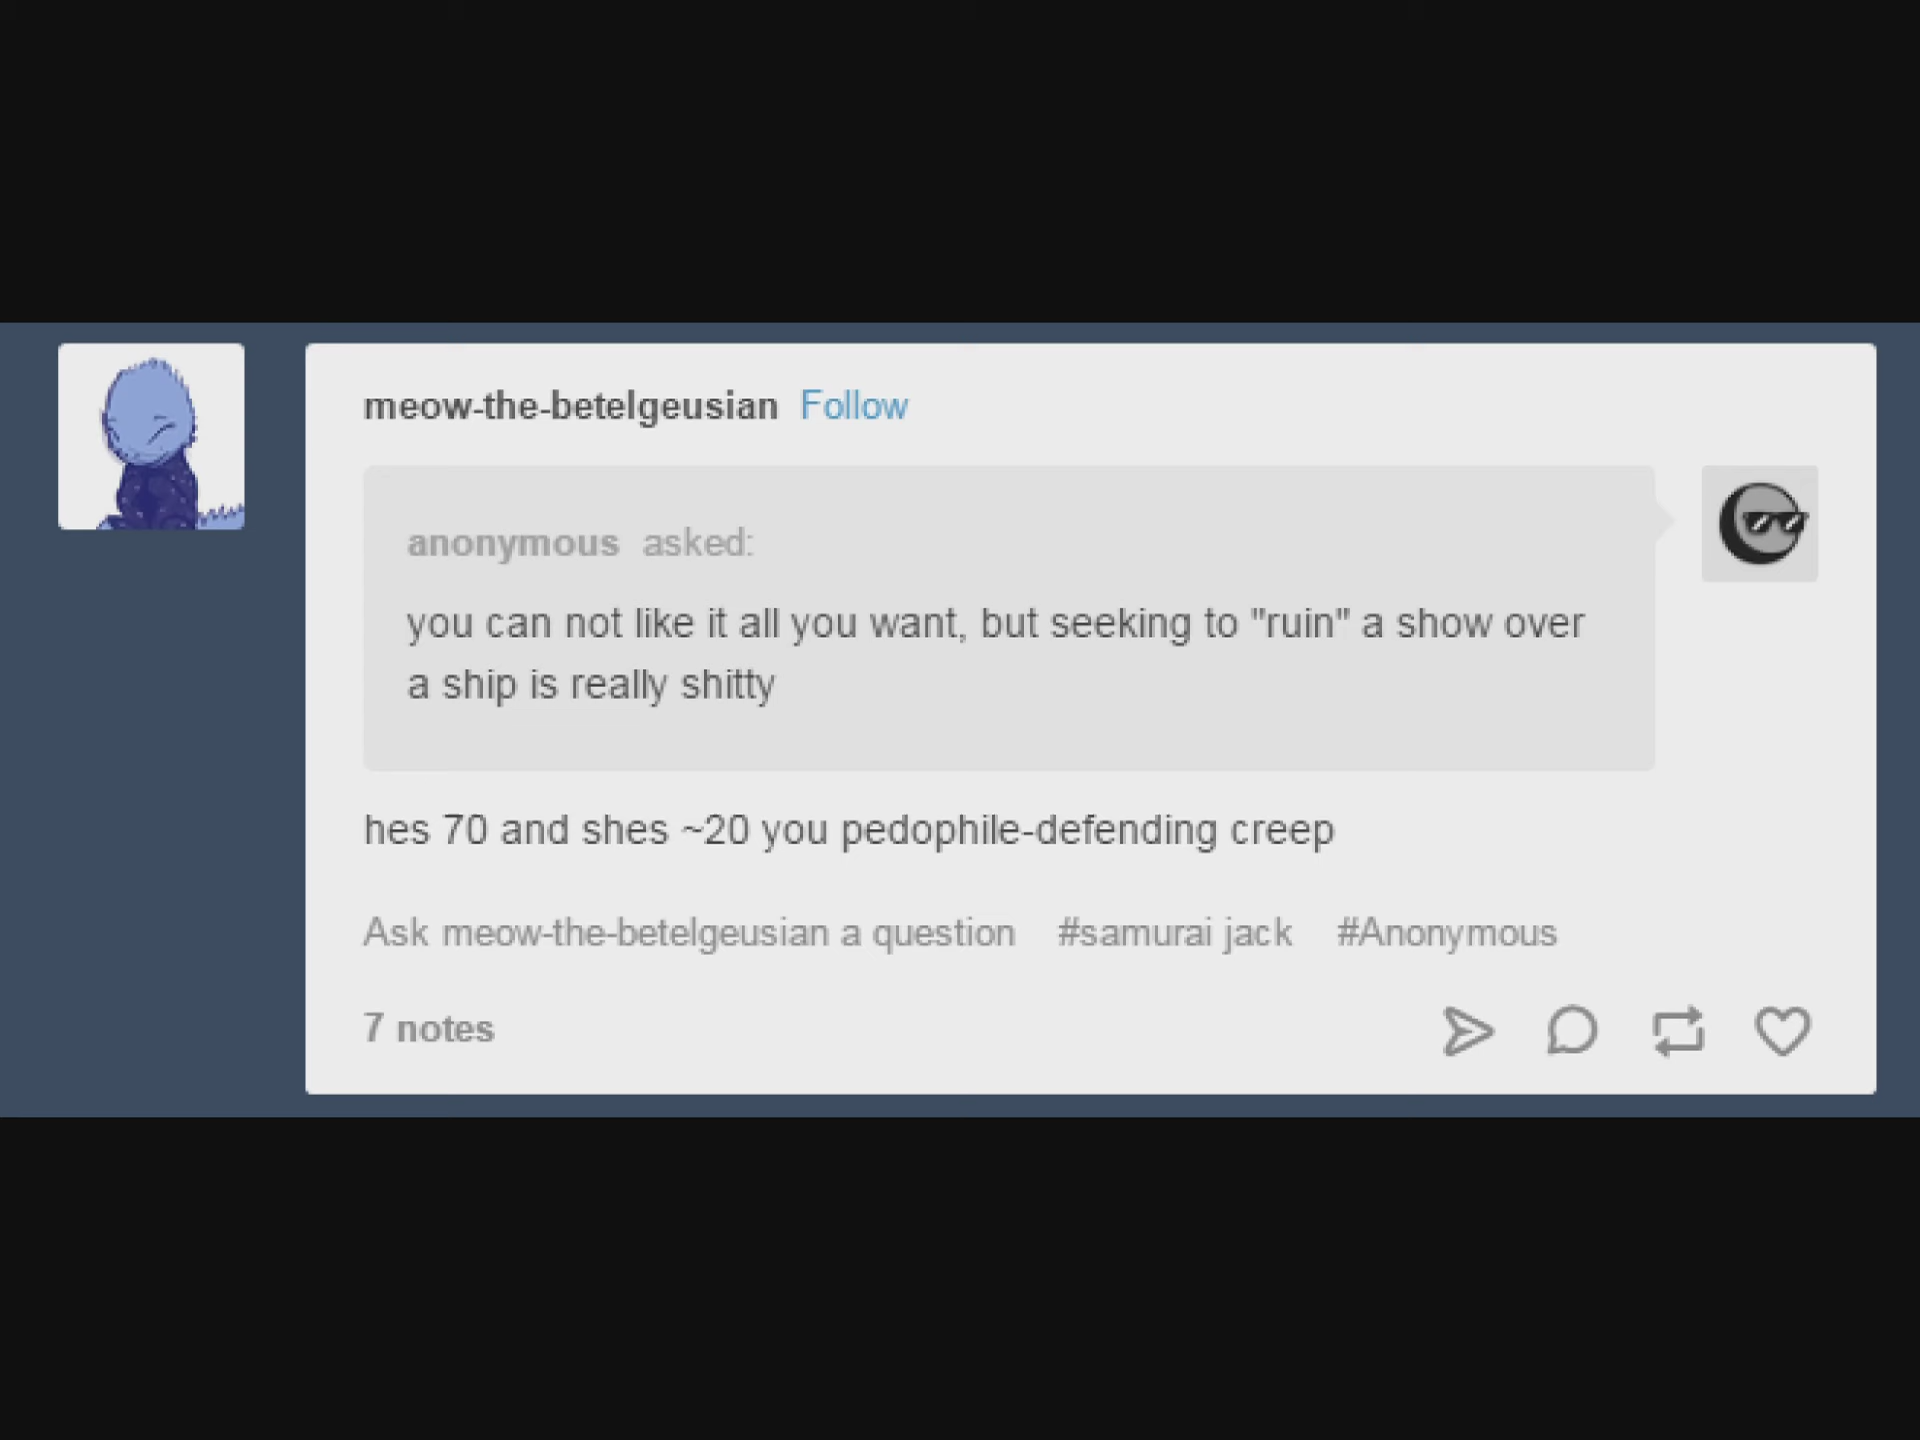 meow-the-betelgeusian Follow
anonymous asked:
you can not like it all you want, but seeking to "ruin" a show over
a ship is really shitty
hes 70 and shes ~20 you pedophile-defending creep
Ask meow-the-betelgeusian a question #samurai jack #Anonymous
7 notes